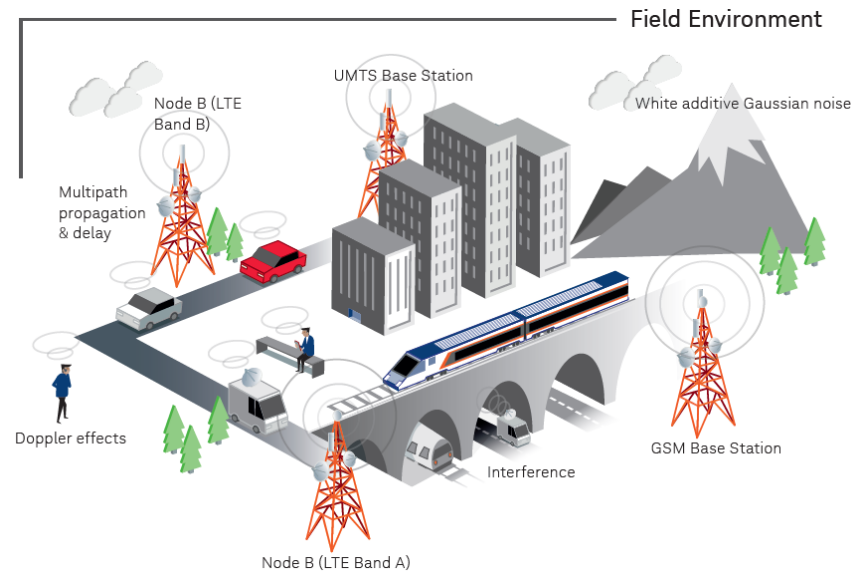 Field Environment
UMTS Base Station
Node B (LTE
Band B)
White additive Gaussian noise
Multipath
propagation
& delay
Doppler effects
Interference
GSM Base Station
Node B (LTE Band A)